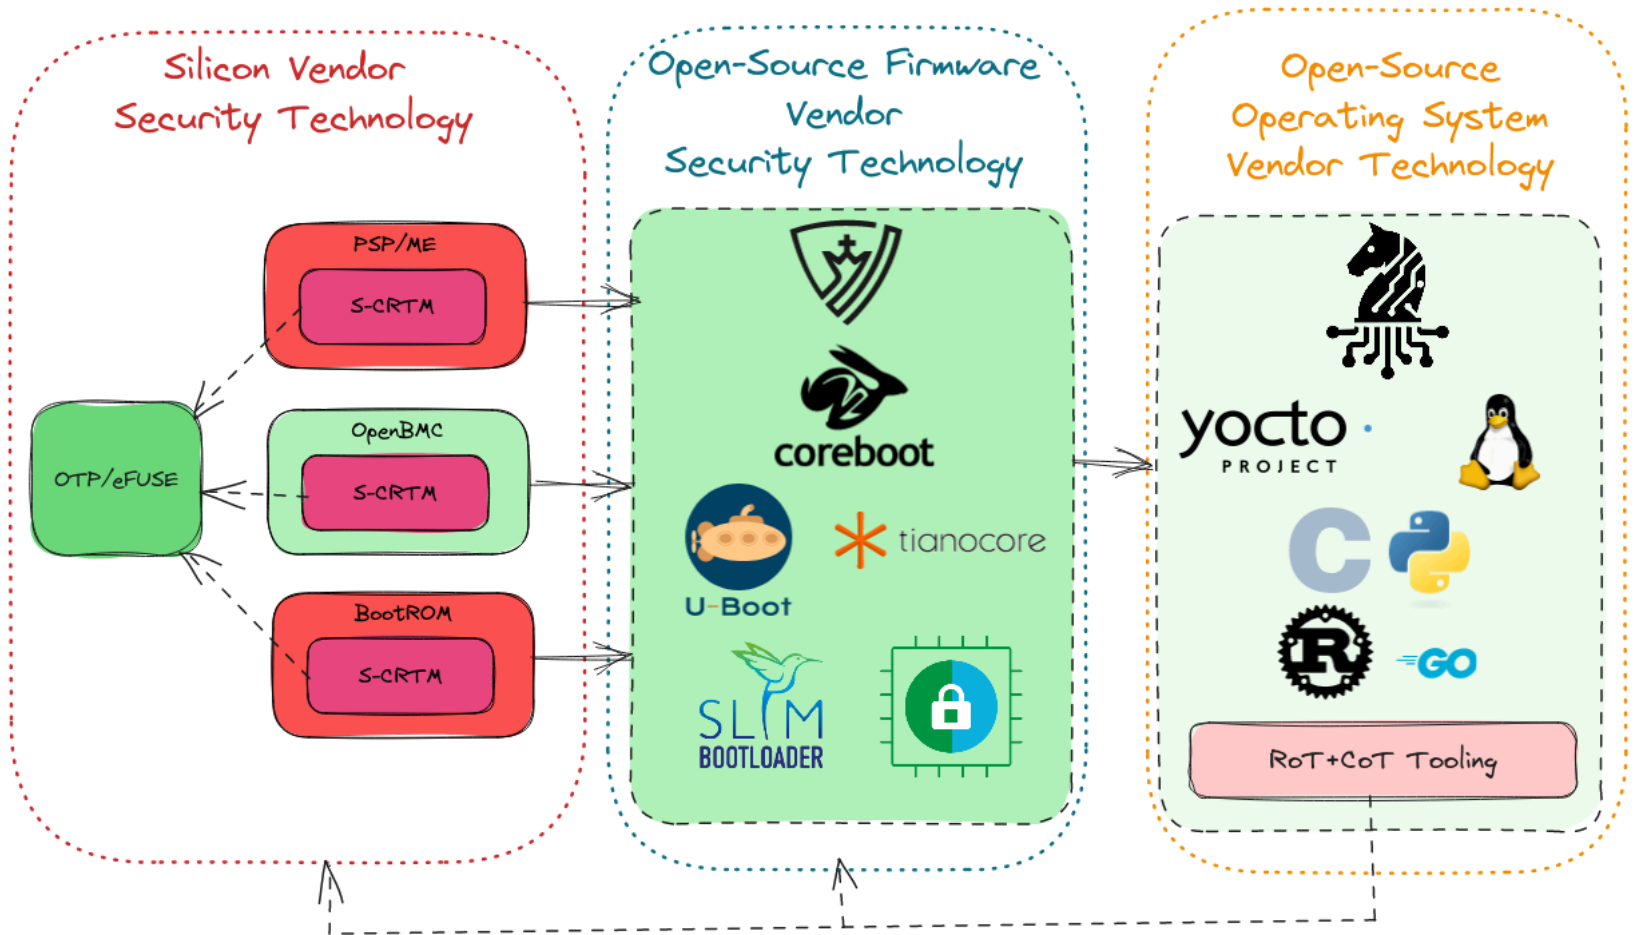 Silicon Vendor
Security Technology
PSP/ME
S-CRTM
OpenBMC
S-CRTM
OTP/eFUSE
BootROM
S-CRTM
Open-Source Firmware
Vendor
Security Technology
coreboot
U-Boot
tianocore
SLIM
BOOTLOADER
Open-Source
Operating System
Vendor Technology
yocto
PROJECT
C
R
GO
RoT+CoT Tooling